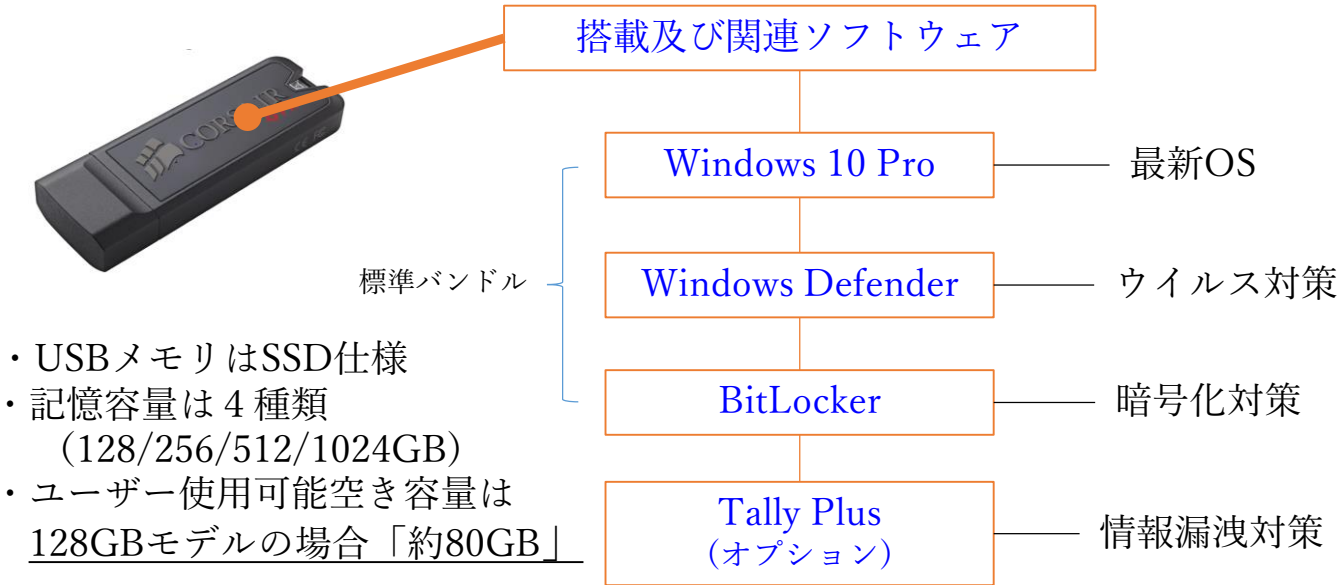 搭載及び関連ソフトウェア
CORSAIR
Windows 10 Pro
最新OS
標準バンドル
Windows Defender
ウイルス対策
・USBメモリはSSD仕様
・記憶容量は４種類
（128/256/512/1024GB）
・ユーザー使用可能空き容量は
128GBモデルの場合「約80GB」
BitLocker
暗号化対策
Tally Plus
（オプション）
情報漏洩対策